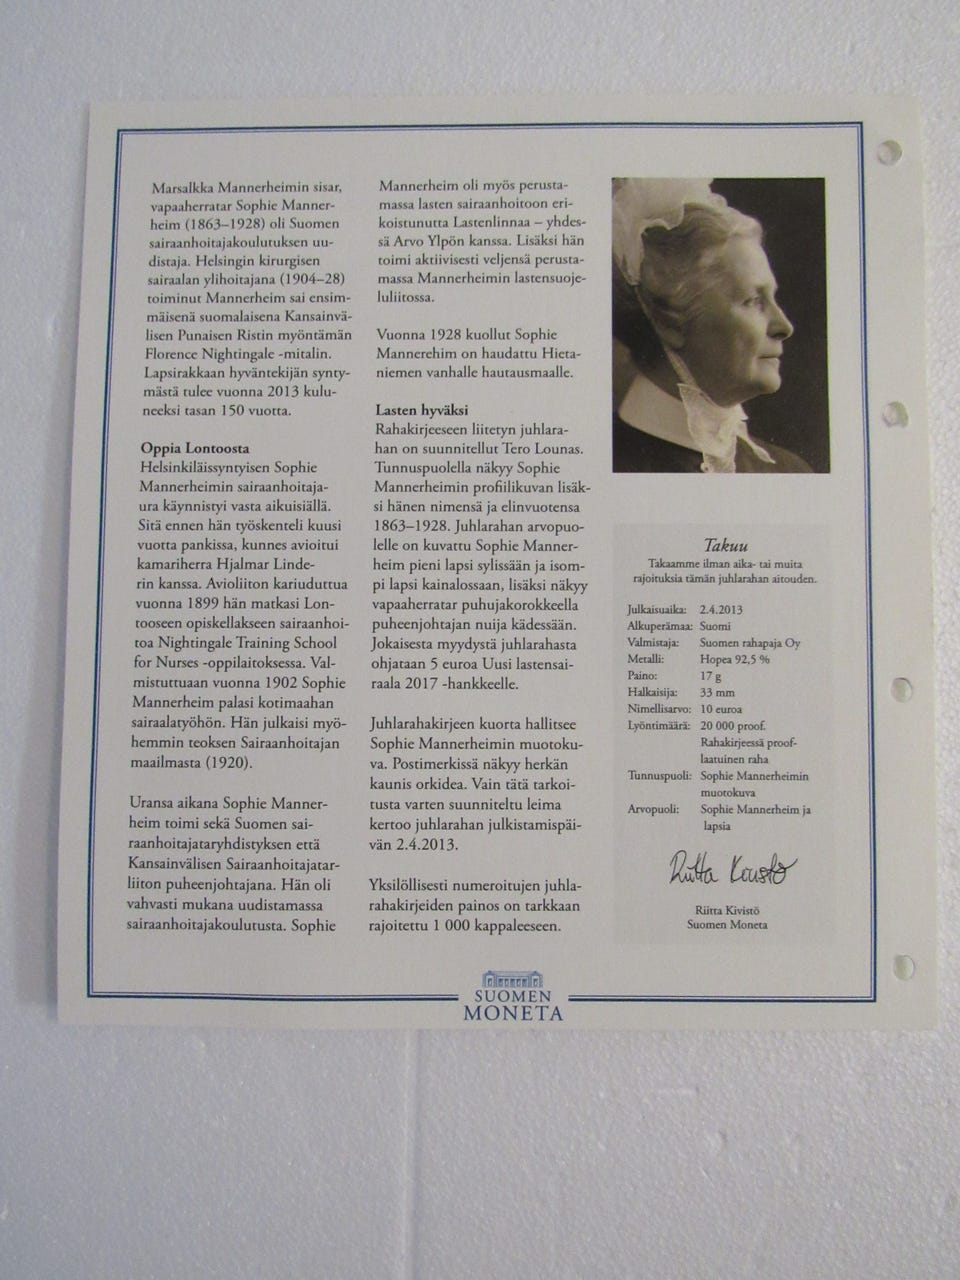 Marsalkka Mannerheimin sisar,
vapaaherratar Sophie Manner-
heim (1863–1928) oli Suomen
sairaanhoitajakoulutuksen uu-
distaja. Helsingin kirurgisen
sairaalan ylihoitajana (1904–28)
toiminut Mannerheim sai ensim-
mäisenä suomalaisena Kansainvä-
lisen Punaisen Ristin myöntämän
Florence Nightingale -mitalin.
Lapsirakkaan hyväntekijän synty-
mästä tulee vuonna 2013 kulu-
neeksi tasan 150 vuotta.
Oppia Lontoosta
Helsinkiläissyntyisen Sophie
Mannerheimin sairaanhoitaja-
ura käynnistyi vasta aikuisiällä.
Sitä ennen hän työskenteli kuusi
vuotta pankissa, kunnes avioitui
kamariherra Hjalmar Linde-
rin kanssa. Avioliiton kariuduttua
vuonna 1899 hän matkasi Lon-
tooseen opiskellakseen sairaanhoi-
toa Nightingale Training School
for Nurses -oppilaitoksessa. Val-
mistuttuaan vuonna 1902 Sophie
Mannerheim palasi kotimaahan
sairaalatyöhön. Hän julkaisi myö-
hemmin teoksen Sairaanhoitajan
maailmasta (1920).
Uransa aikana Sophie Manner-
heim toimi sekä Suomen sai-
raanhoitajataryhdistyksen että
Kansainvälisen Sairaanhoitajatar-
liiton puheenjohtajana. Hän oli
vahvasti mukana uudistamassa
sairaanhoitajakoulutusta. Sophie
Mannerheim oli myös perusta-
massa lasten sairaanhoitoon eri-
koistunutta Lastenlinnaa – yhdes-
sä Arvo Ylpön kanssa. Lisäksi hän
toimi aktiivisesti veljensä perusta-
massa Mannerheimin lastensuoje-
luliitossa.
Vuonna 1928 kuollut Sophie
Mannerehim on haudattu Hieta-
niemen vanhalle hautausmaalle.
Lasten hyväksi
Rahakirjeeseen liitetyn juhlara-
han on suunnitellut Tero Lounas.
Tunnuspuolella näkyy Sophie
Mannerheimin profiilikuvan lisäk-
si hänen nimensä ja elinvuotensa
1863–1928. Juhlarahan arvopuo-
lelle on kuvattu Sophie Manner-
heim pieni lapsi sylissään ja isom-
pi lapsi kainalossaan, lisäksi näkyy
vapaaherratar puhujakorokkeella
puheenjohtajan nuija kädessään.
Jokaisesta myydystä juhlarahasta
ohjataan 5 euroa Uusi lastensai-
raala 2017 -hankkeelle.
Juhlarahakirjeen kuorta hallitsee
Sophie Mannerheimin muotoku-
va. Postimerkissä näkyy herkän
kaunis orkidea. Vain tätä tarkoi-
tusta varten suunniteltu leima
kertoo juhlarahan julkistamispäi-
vän 2.4.2013.
Yksilöllisesti numeroitujen juhla-
rahakirjeiden painos on tarkkaan
rajoitettu 1 000 kappaleeseen.
Takuu
Takaamme ilman aika- tai muita
rajoituksia tämän juhlarahan aitouden.
Julkaisuaika: 2.4.2013
Alkuperämaa: Suomi
Valmistaja: Suomen rahapaja Oy
Metalli: Hopea 92,5 %
Paino: 17 g
Halkaisija: 33 mm
Nimellisarvo: 10 euroa
Lyöntimäärä: 20 000 proof.
Rahakirjeessä proof-
laatuinen raha
Tunnuspuoli: Sophie Mannerheimin
muotokuva
Arvopuoli: Sophie Mannerheim ja
lapsia
Riitta Kivistö
Riitta Kivistö
Suomen Moneta
SUOMEN
MONETA